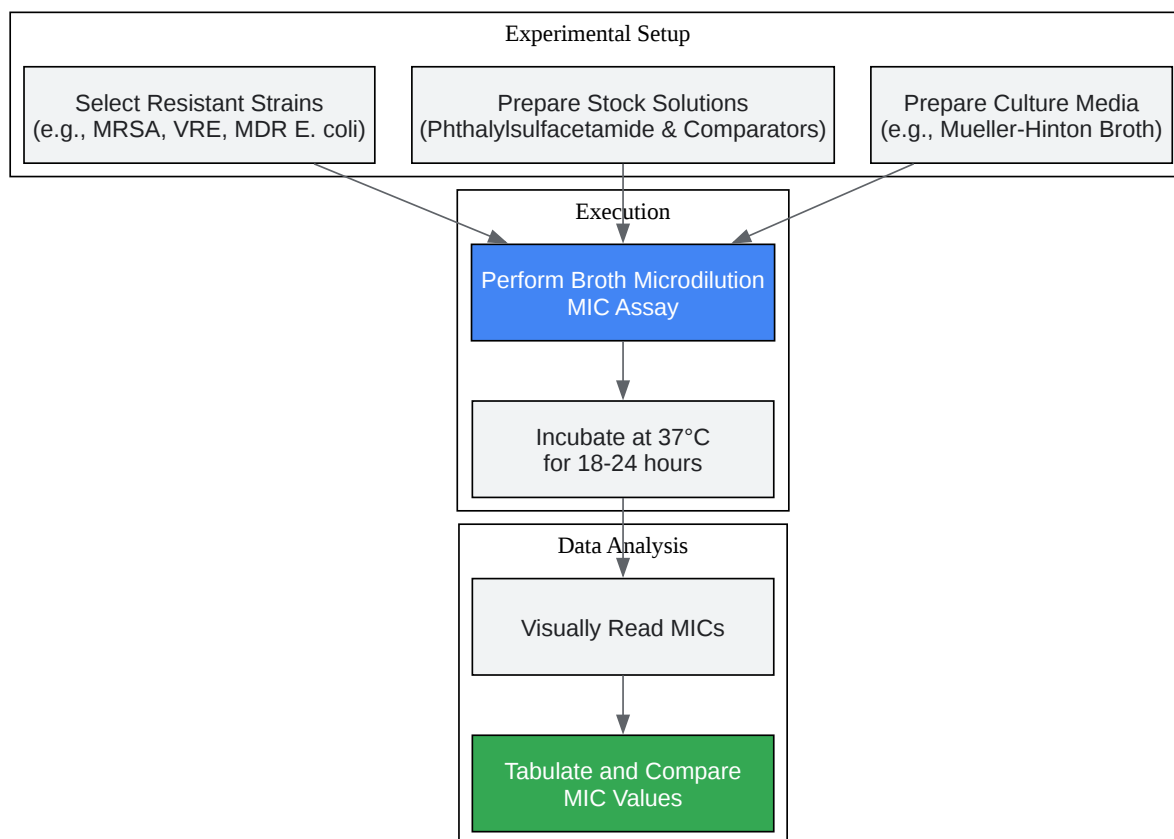 Experimental Setup
Select Resistant Strains
(e.g., MRSA, VRE, MDR E. coli)
Prepare Stock Solutions
(Phthalylsulfacetamide & Comparators)
Prepare Culture Media
(e.g., Mueller-Hinton Broth)
Execution
Perform Broth Microdilution
MIC Assay
Incubate at 37°C
for 18-24 hours
Data Analysis
Visually Read MICs
Tabulate and Compare
MIC Values